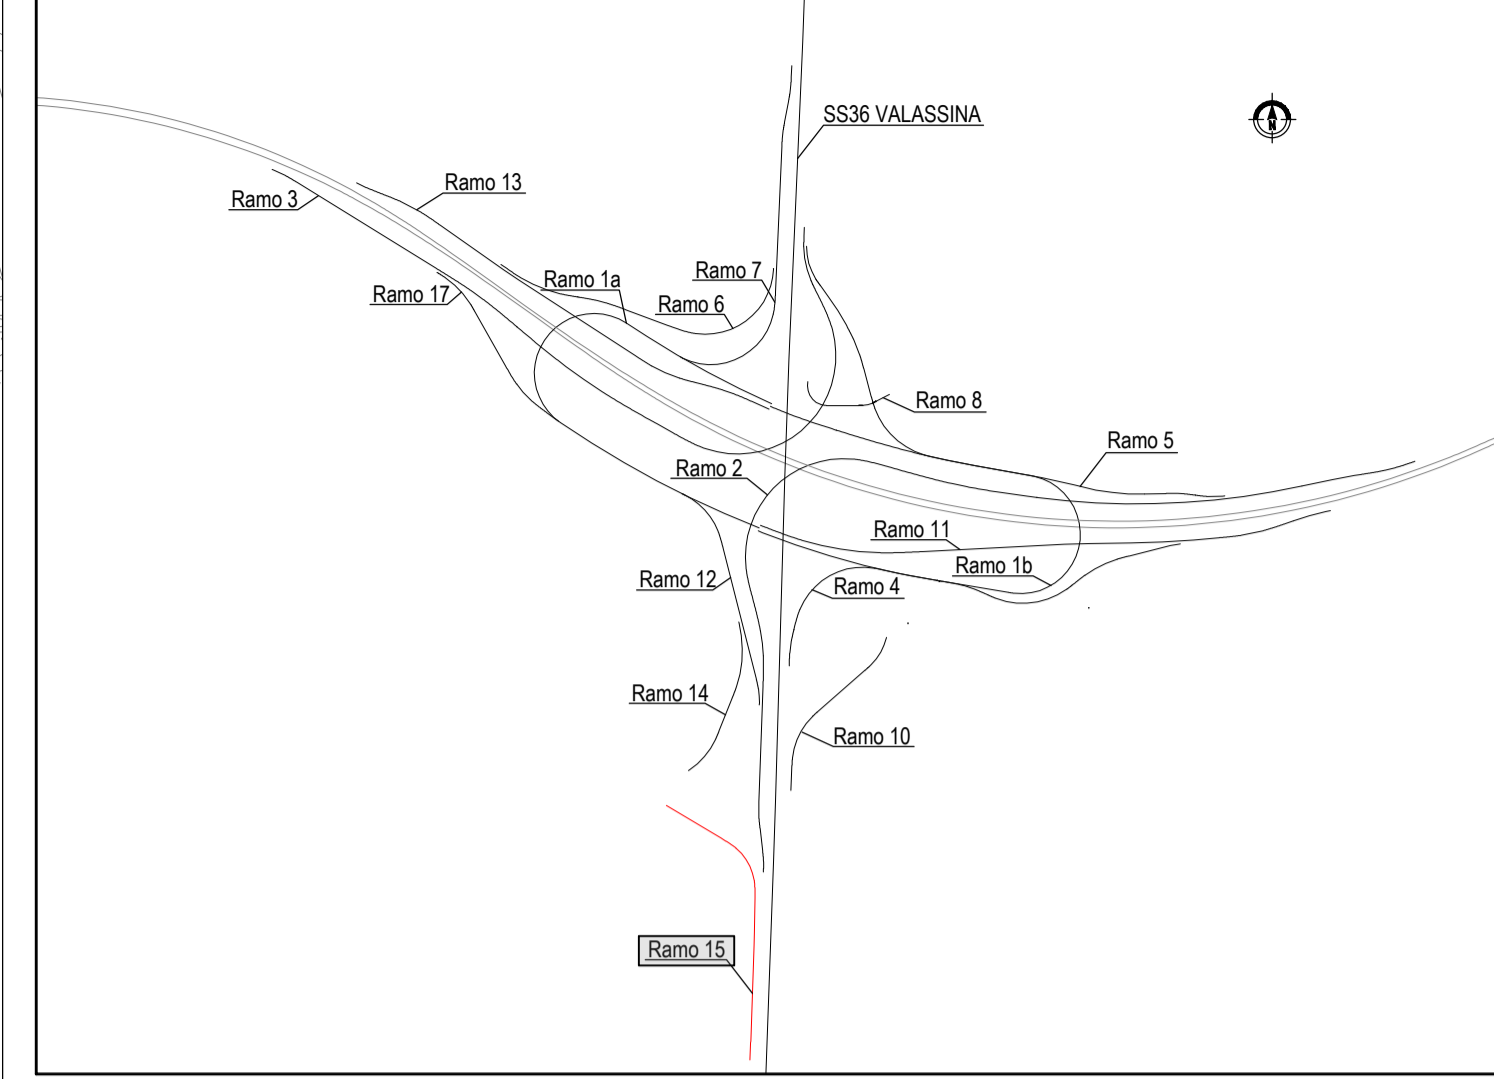 SS36 VALASSINA
N
Ramo 13
Ramo 3
Ramo 7
Ramo 1a
Ramo 17
Ramo 6
Ramo 8
Ramo 5
Ramo 2
Ramo 11
Ramo 1b
Ramo 12
Ramo 4
Ramo 14
Ramo 10
Ramo 15